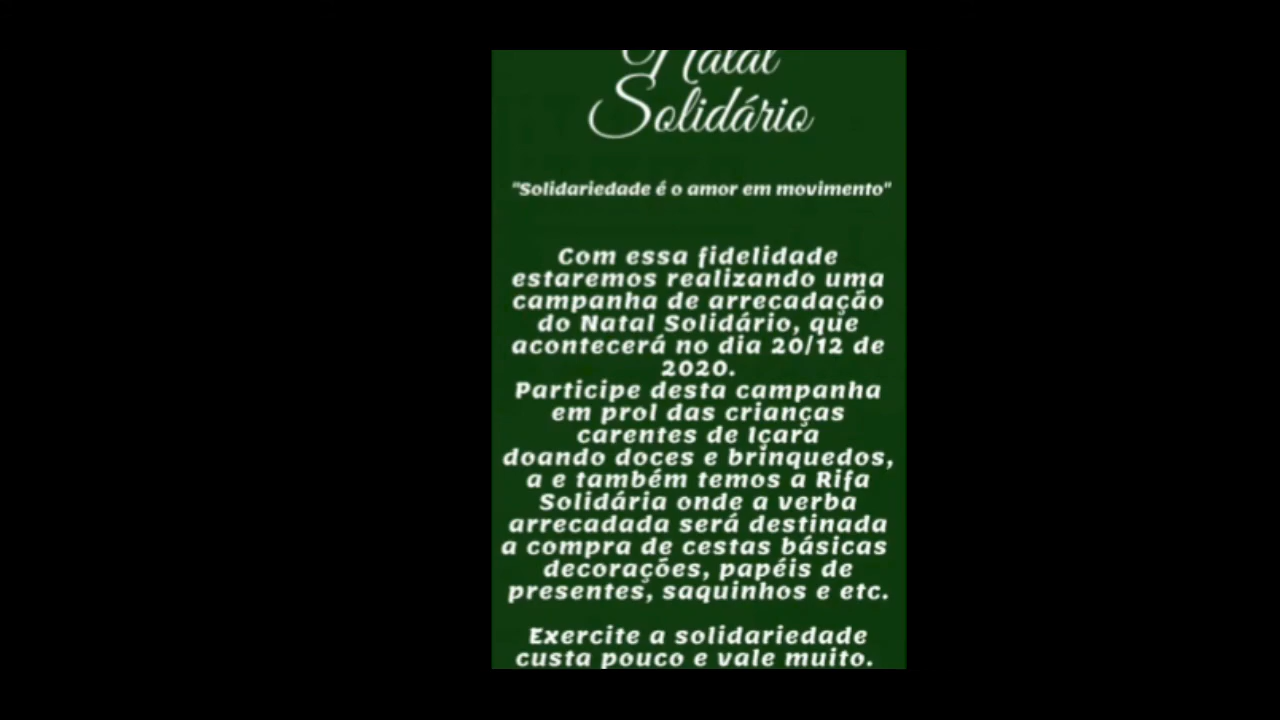 Natal
Solidário
"Solidariedade é o amor em movimento"
Com essa fidelidade
estaremos realizando uma
campanha de arrecadação
do Natal Solidário, que
acontecerá no dia 20/12 de
2020.
Participe desta campanha
em prol das crianças
carentes de Içara
doando doces e brinquedos,
a e também temos a Rifa
Solidária onde a verba
arrecadada será destinada
a compra de cestas básicas
decorações, papéis de
presentes, saquinhos e etc.
Exercite a solidariedade
custa pouco e vale muito.